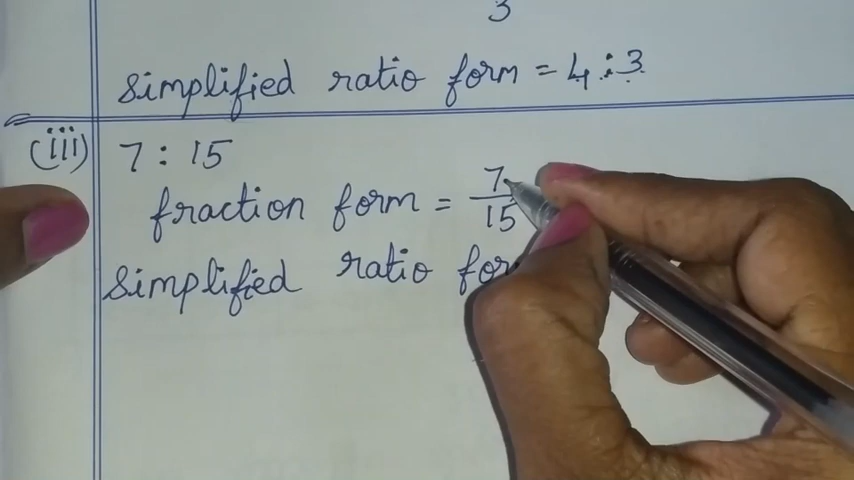 3
simplified ratio form = 4 : 3
(iii) 7 : 15
fraction form = 7/15
simplified ratio for